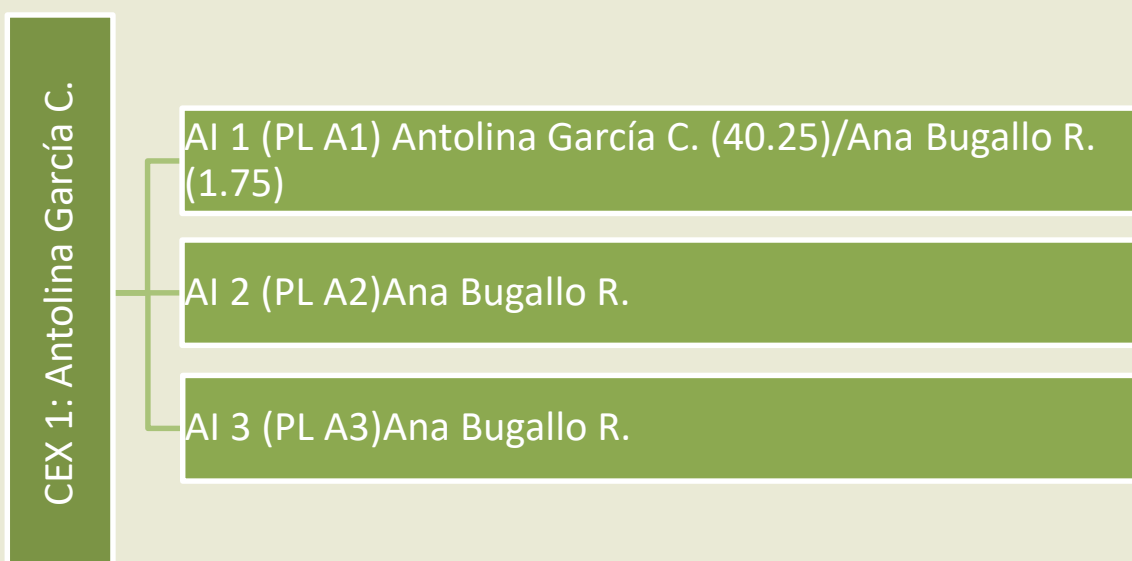 CEX 1: Antolina García C.
AI 1 (PL A1) Antolina García C. (40.25)/Ana Bugallo R.
(1.75)
AI 2 (PL A2)Ana Bugallo R.
AI 3 (PL A3)Ana Bugallo R.